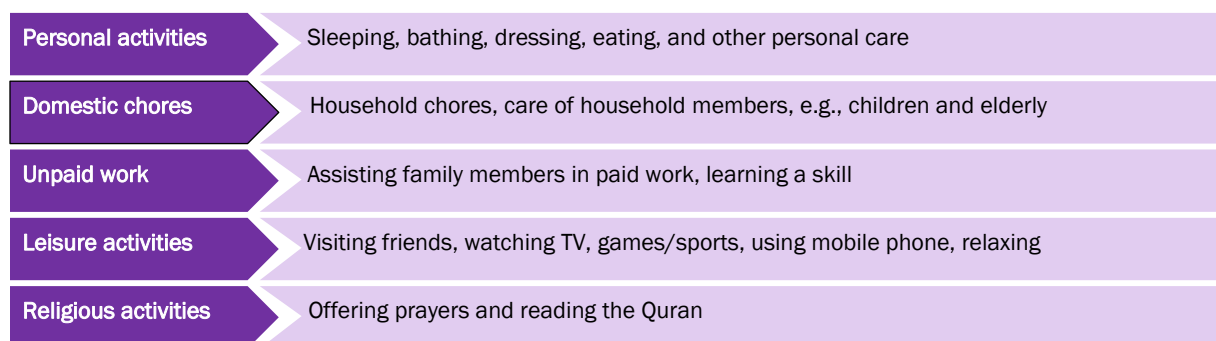 Personal activities Sleeping, bathing, dressing, eating, and other personal care
Domestic chores Household chores, care of household members, e.g., children and elderly
Unpaid work Assisting family members in paid work, learning a skill
Leisure activities Visiting friends, watching TV, games/sports, using mobile phone, relaxing
Religious activities Offering prayers and reading the Quran